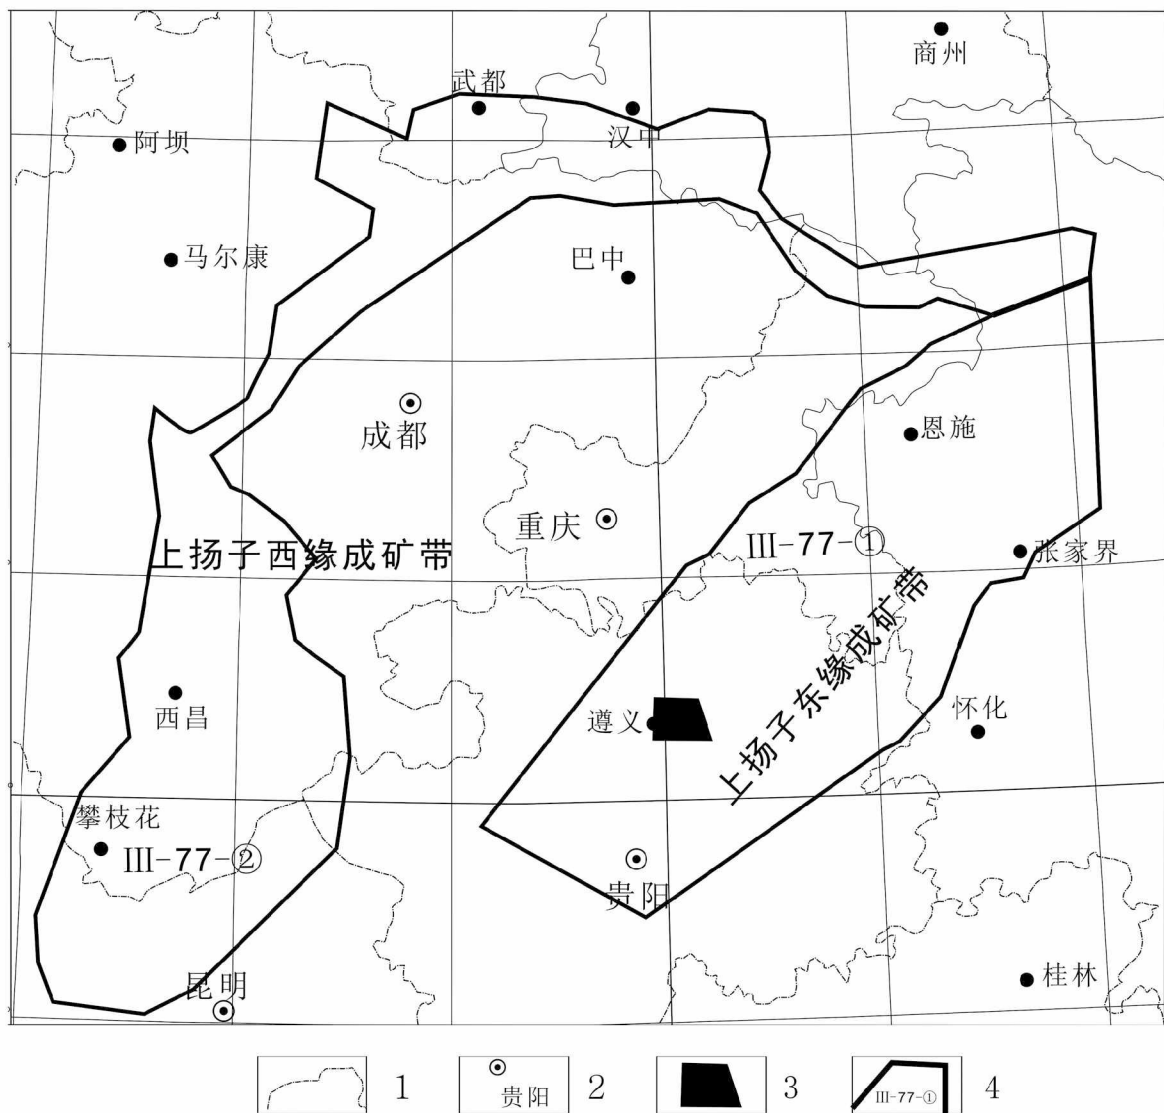 商州
武都
汉中
阿坝
马尔康
巴中
成都
恩施
重庆
III-77-①
上扬子西缘成矿带
张家界
上扬子东缘成矿带
西昌
遵义
怀化
攀枝花
III-77-②
贵阳
昆明
桂林
1
贵阳
2
3
III-77-①
4